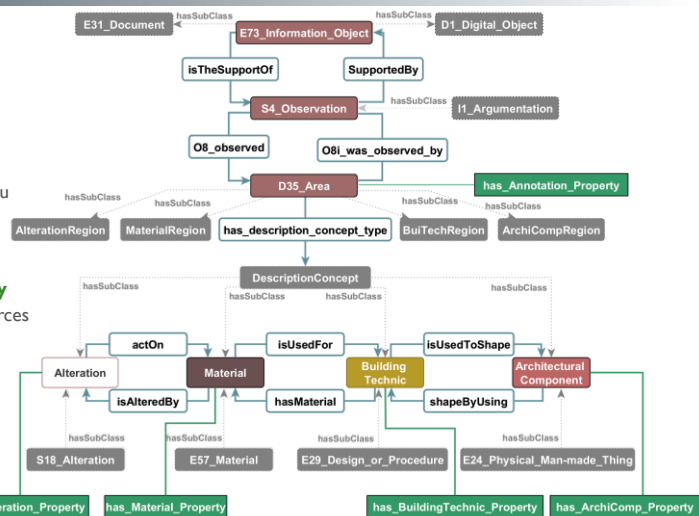 hasSubClass
hasSubClass
E31_Document
E73_Information_Object
D1_Digital_Object
isTheSupportOf
SupportedBy
hasSubClass
S4_Observation
I1_Argumentation
O8_observed
O8i_was_observed_by
D35_Area
has_Annotation_Property
hasSubClass
hasSubClass
hasSubClass
hasSubClass
AlterationRegion
MaterialRegion
has_description_concept_type
BuiTechRegion
ArchiCompRegion
DescriptionConcept
hasSubClass
hasSubClass
hasSubClass
hasSubClass
actOn
isUsedFor
isUsedToShape
Alteration
Material
Building
Technic
Architectural
Component
isAlteredBy
hasMaterial
shapeByUsing
hasSubClass
hasSubClass
hasSubClass
hasSubClass
S18_Alteration
E57_Material
E29_Design_or_Procedure
E24_Physical_Man-made_Thing
eration_Property
has_Material_Property
has_BuildingTechnic_Property
has_ArchiComp_Property